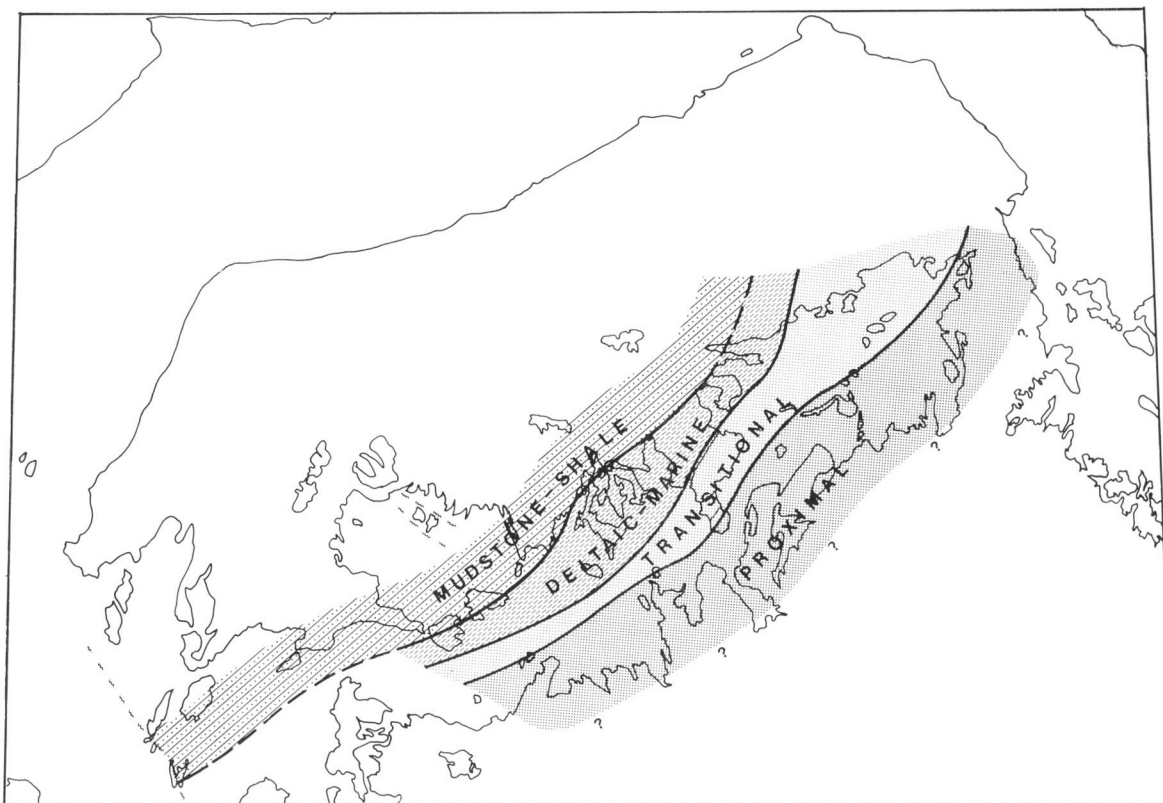 MUDSTONE-SHALE
DELTAIC-MARINE
TRANSITIONAL
PROXIMAL
?
?
?
?
?